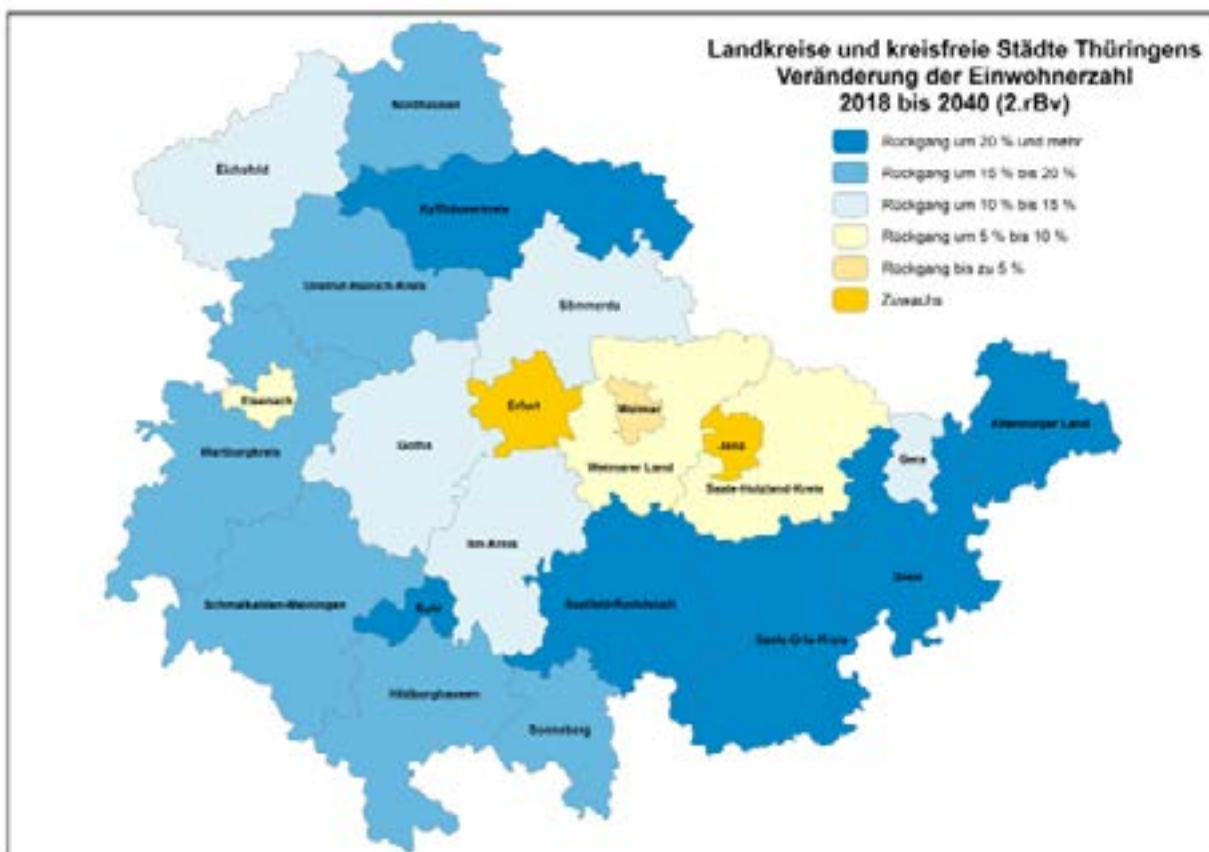 Landkreise und kreisfreie Städte Thüringens
Veränderung der Einwohnerzahl
2018 bis 2040 (2.rBv)
Rückgang um 20 % und mehr
Rückgang um 15 % bis 20 %
Rückgang um 10 % bis 15 %
Rückgang um 5 % bis 10 %
Rückgang bis zu 5 %
Zuwachs
Nordhausen
Eichsfeld
Kyffhäuserkreis
Unstrut-Hainich-Kreis
Sömmerda
Eisenach
Erfurt
Weimar
Altenburger Land
Wartburgkreis
Gotha
Jena
Gera
Weimarer Land
Saale-Holzland-Kreis
Ilm-Kreis
Greiz
Schmalkalden-Meiningen
Suhl
Saalfeld-Rudolstadt
Saale-Orla-Kreis
Hildburghausen
Sonneberg